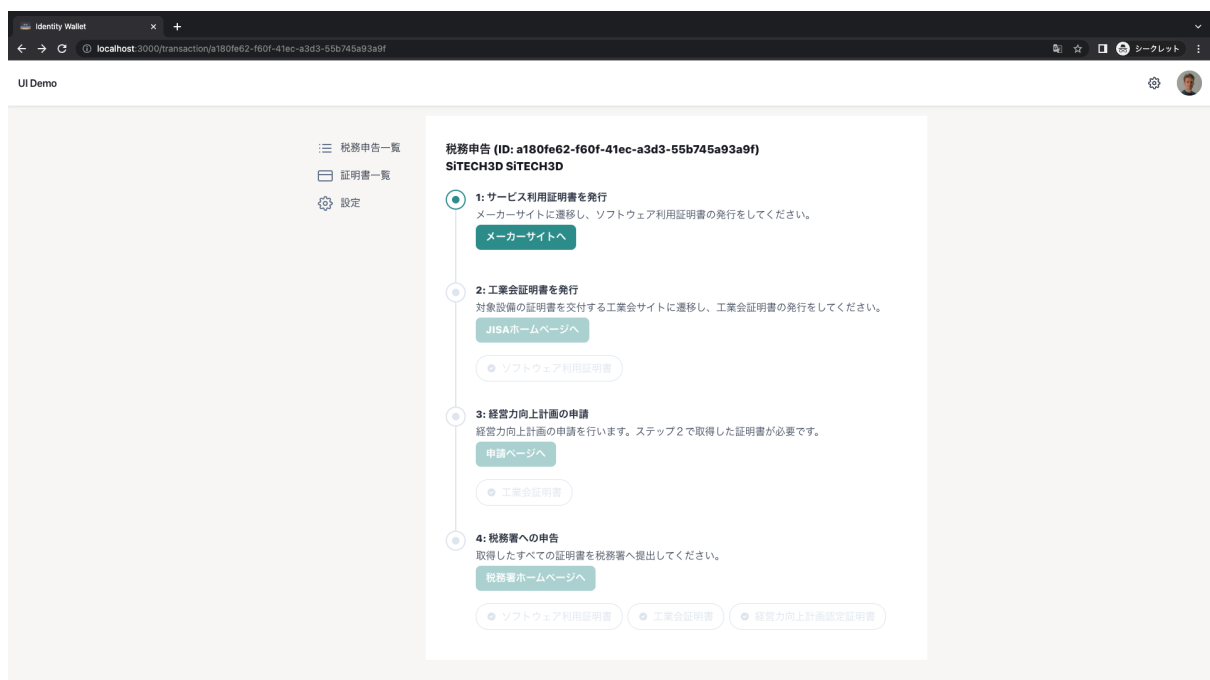 Identity Wallet
localhost:3000/transaction/a180fe62-f60f-41ec-a3d3-55b745a93a9f
シークレット
UI Demo
税務申告一覧
証明書一覧
設定
税務申告 (ID: a180fe62-f60f-41ec-a3d3-55b745a93a9f)
SiTECH3D SiTECH3D
1: サービス利用証明書を発行
メーカーサイトに遷移し、ソフトウェア利用証明書の発行をしてください。
メーカーサイトへ
2: 工業会証明書を発行
対象設備の証明書を交付する工業会サイトに遷移し、工業会証明書の発行をしてください。
JISAホームページへ
ソフトウェア利用証明書
3: 経営力向上計画の申請
経営力向上計画の申請を行います。ステップ２で取得した証明書が必要です。
申請ページへ
工業会証明書
4: 税務署への申告
取得したすべての証明書を税務署へ提出してください。
税務署ホームページへ
ソフトウェア利用証明書 工業会証明書 経営力向上計画認定証明書